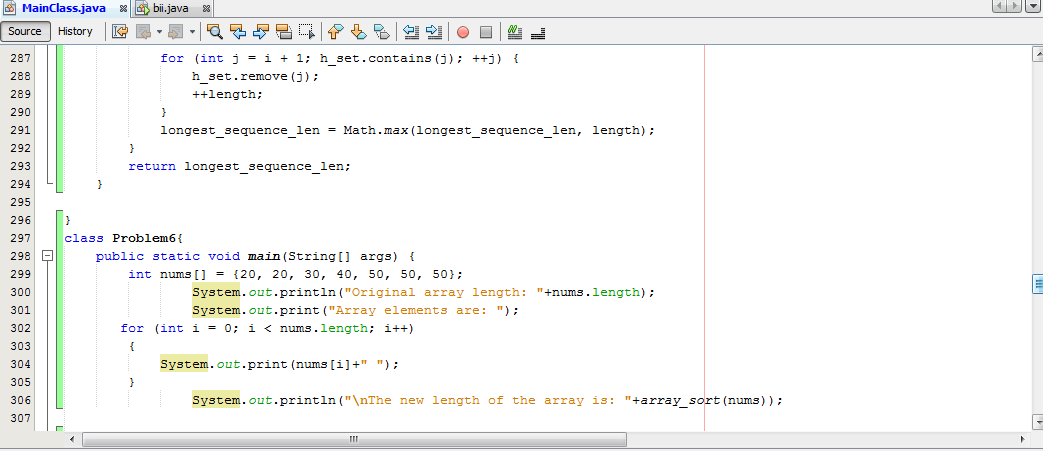 MainClass.java bii.java
Source History
287 for (int j = i + 1; h_set.contains(j); ++j) {
288 h_set.remove(j);
289 ++length;
290 }
291 longest_sequence_len = Math.max(longest_sequence_len, length);
292 }
293 return longest_sequence_len;
294 }
295
296 }
297 class Problem6{
298 public static void main(String[] args) {
299 int nums[] = {20, 20, 30, 40, 50, 50, 50};
300 System.out.println("Original array length: "+nums.length);
301 System.out.print("Array elements are: ");
302 for (int i = 0; i < nums.length; i++)
303 {
304 System.out.print(nums[i]+" ");
305 }
306 System.out.println("\nThe new length of the array is: "+array_sort(nums));
307